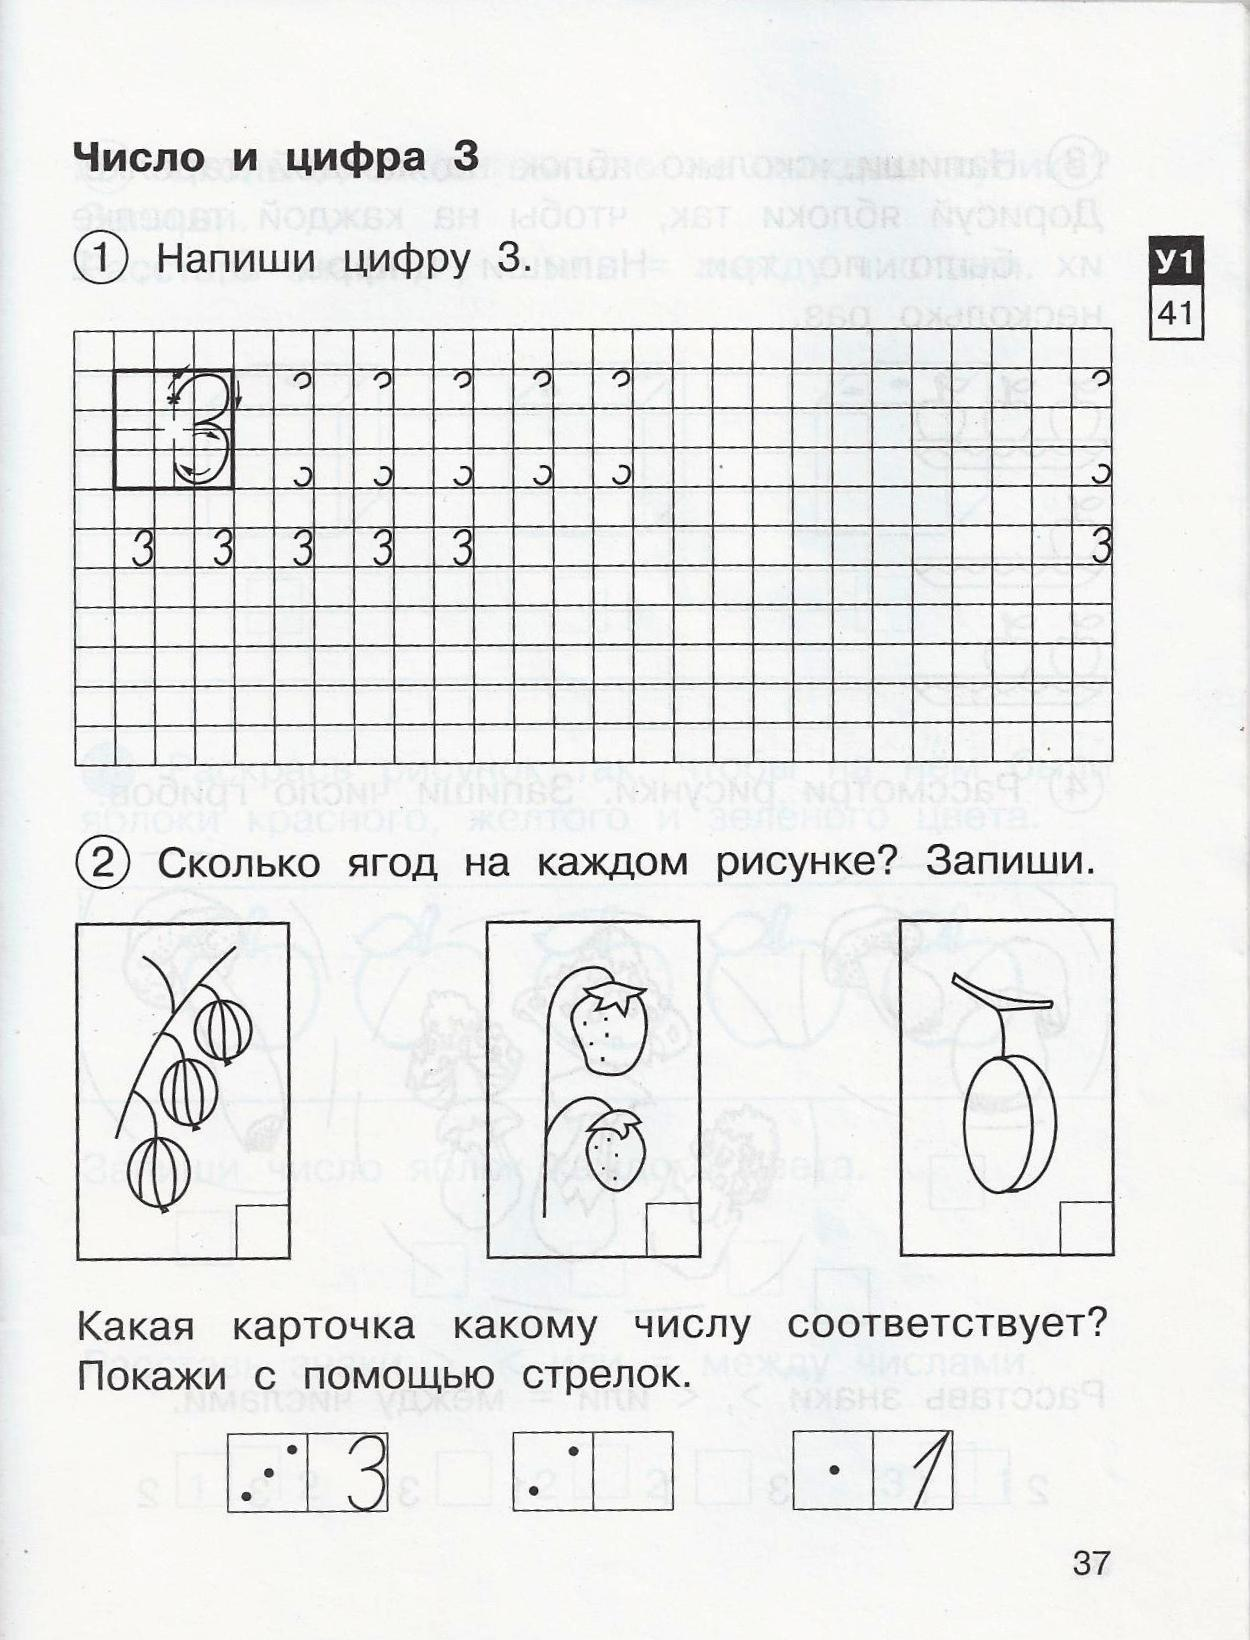 Число и цифра 3
1 Напиши цифру 3.
У1
41
3
3 3 3 3 3 3
2 Сколько ягод на каждом рисунке? Запиши.
Какая карточка какому числу соответствует?
Покажи с помощью стрелок.
3 1
37